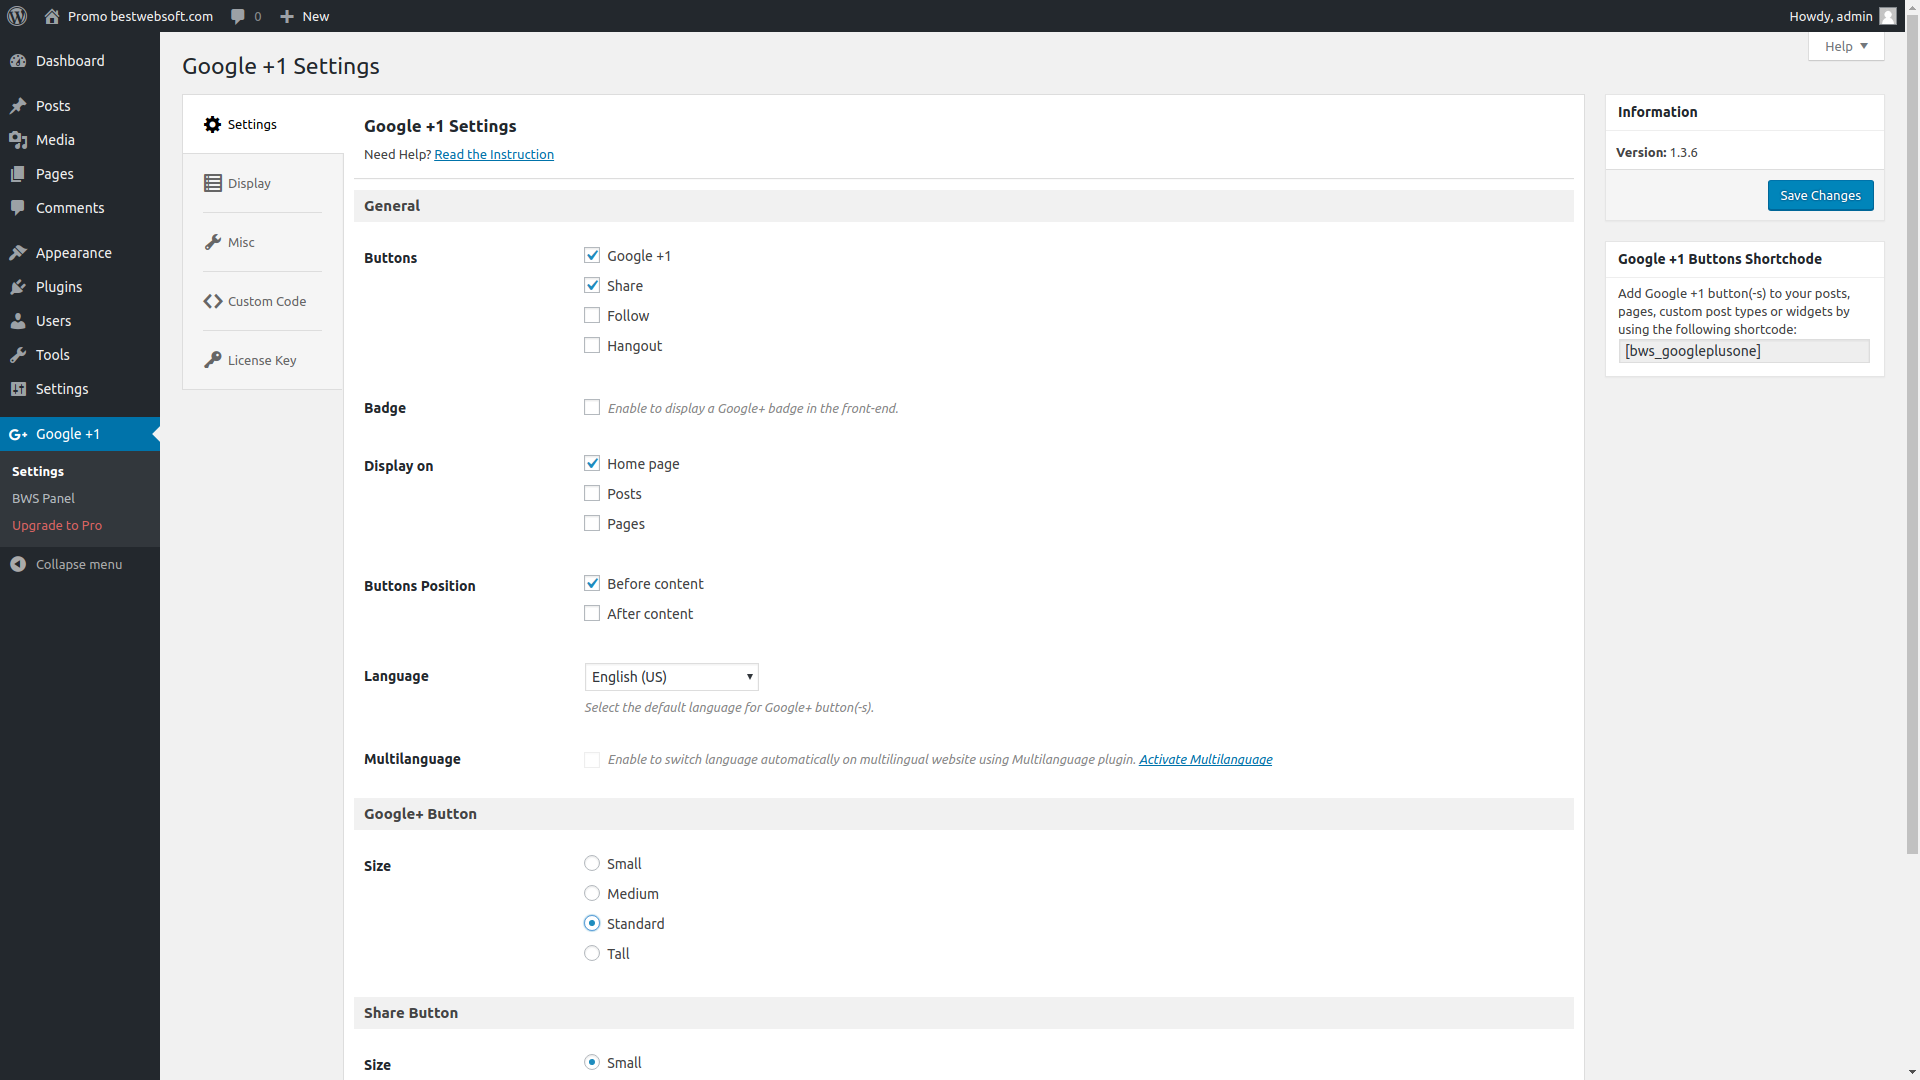 Promo bestwebsoft.com 0 New Howdy, admin
Help
Dashboard
Posts
Media
Pages
Comments
Appearance
Plugins
Users
Tools
Settings
Google +1
Settings
BWS Panel
Upgrade to Pro
Collapse menu
Google +1 Settings
Settings
Display
Misc
Custom Code
License Key
Google +1 Settings
Need Help? Read the Instruction
General
Buttons
Google +1
Share
Follow
Hangout
Badge
Enable to display a Google+ badge in the front-end.
Display on
Home page
Posts
Pages
Buttons Position
Before content
After content
Language
English (US)
Select the default language for Google+ button(-s).
Multilanguage
Enable to switch language automatically on multilingual website using Multilanguage plugin. Activate Multilanguage
Google+ Button
Size
Small
Medium
Standard
Tall
Share Button
Size
Small
Information
Version: 1.3.6
Save Changes
Google +1 Buttons Shortchode
Add Google +1 button(-s) to your posts,
pages, custom post types or widgets by
using the following shortcode:
[bws_googleplusone]